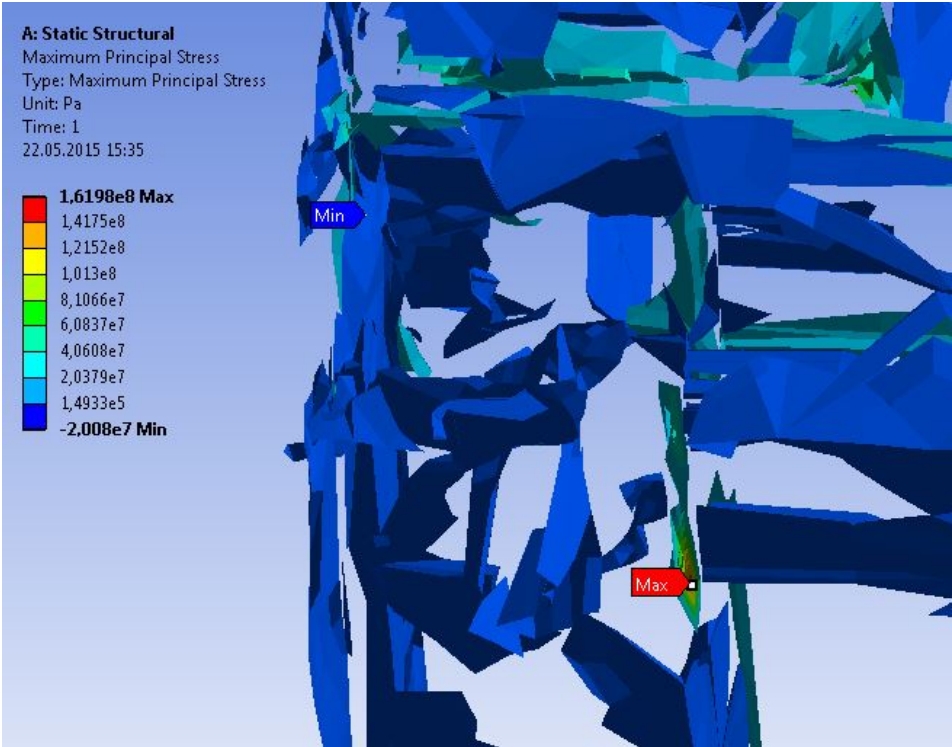 A: Static Structural
Maximum Principal Stress
Type: Maximum Principal Stress
Unit: Pa
Time: 1
22.05.2015 15:35
1,6198e8 Max
1,4175e8
1,2152e8
1,013e8
8,1066e7
6,0837e7
4,0608e7
2,0379e7
1,4933e5
-2,008e7 Min
Min
Max